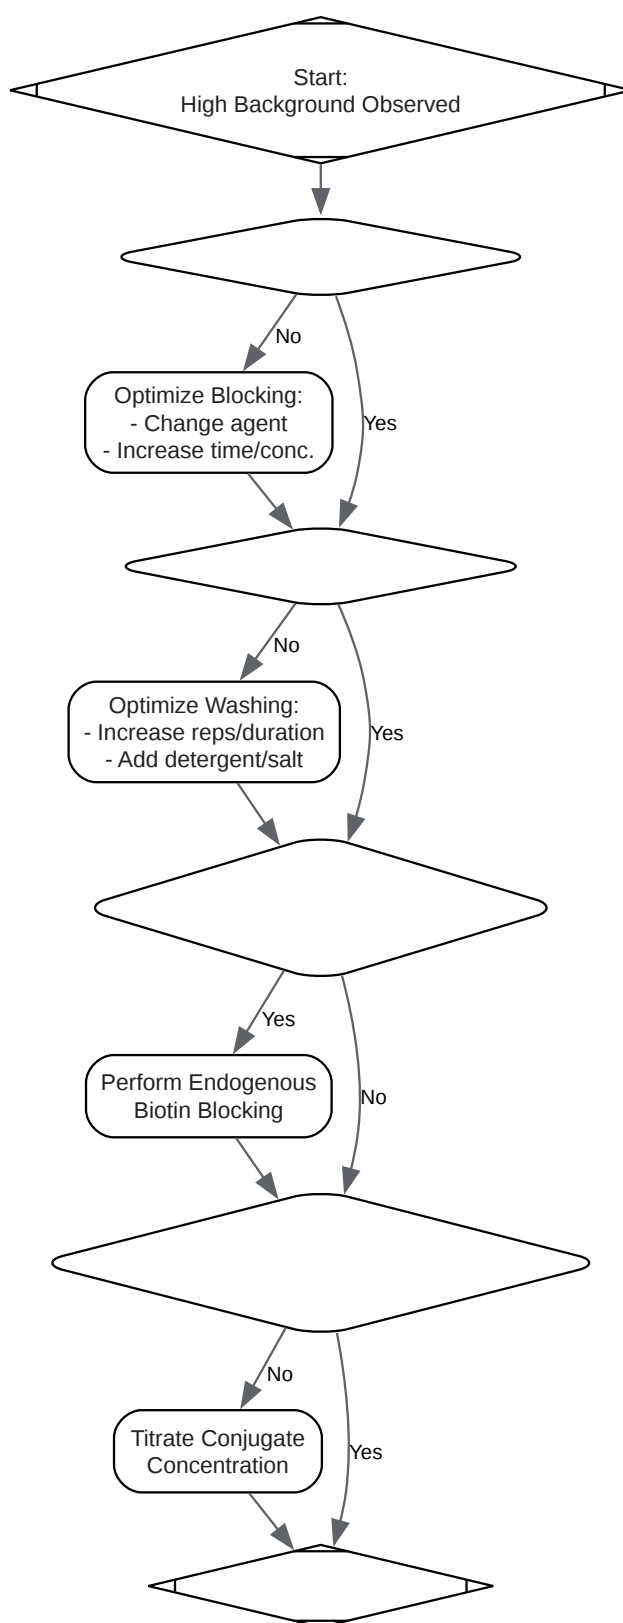 Start:
High Background Observed
No
Optimize Blocking:
- Change agent
- Increase time/conc.
Yes
No
Optimize Washing:
- Increase reps/duration
- Add detergent/salt
Yes
Yes
Perform Endogenous
Biotin Blocking
No
No
Titrate Conjugate
Concentration
Yes